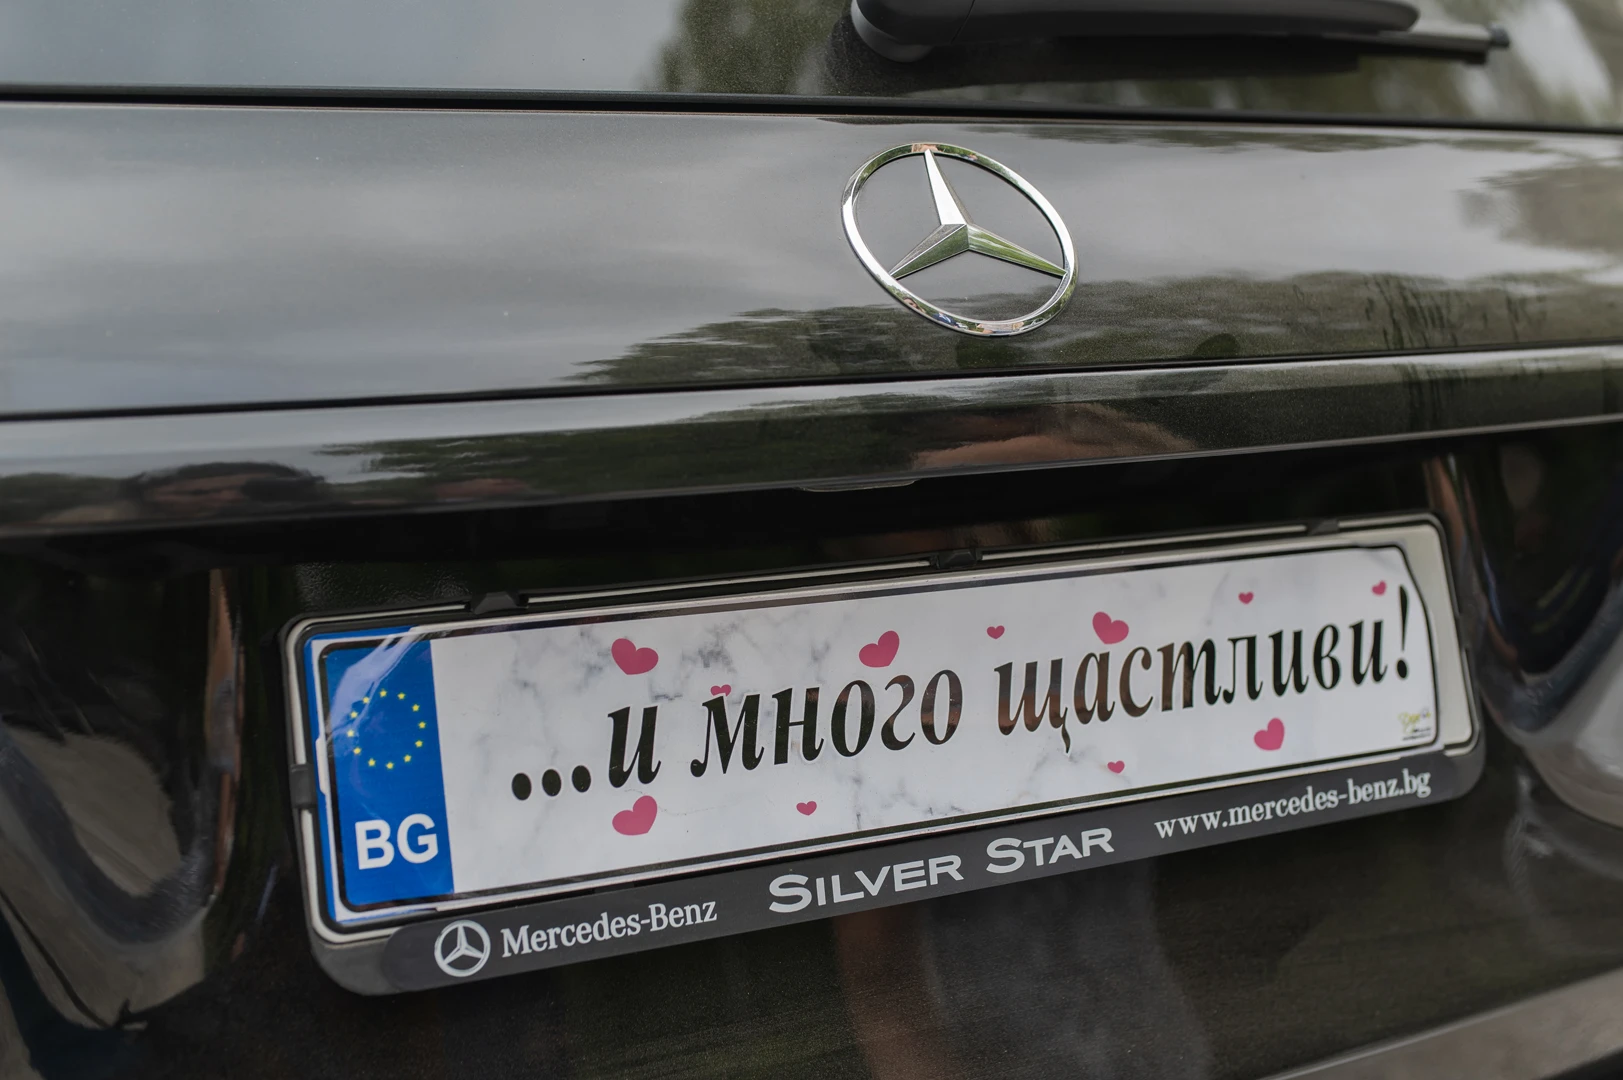 ...и много щастливи!
BG
Mercedes-Benz SILVER STAR www.mercedes-benz.bg